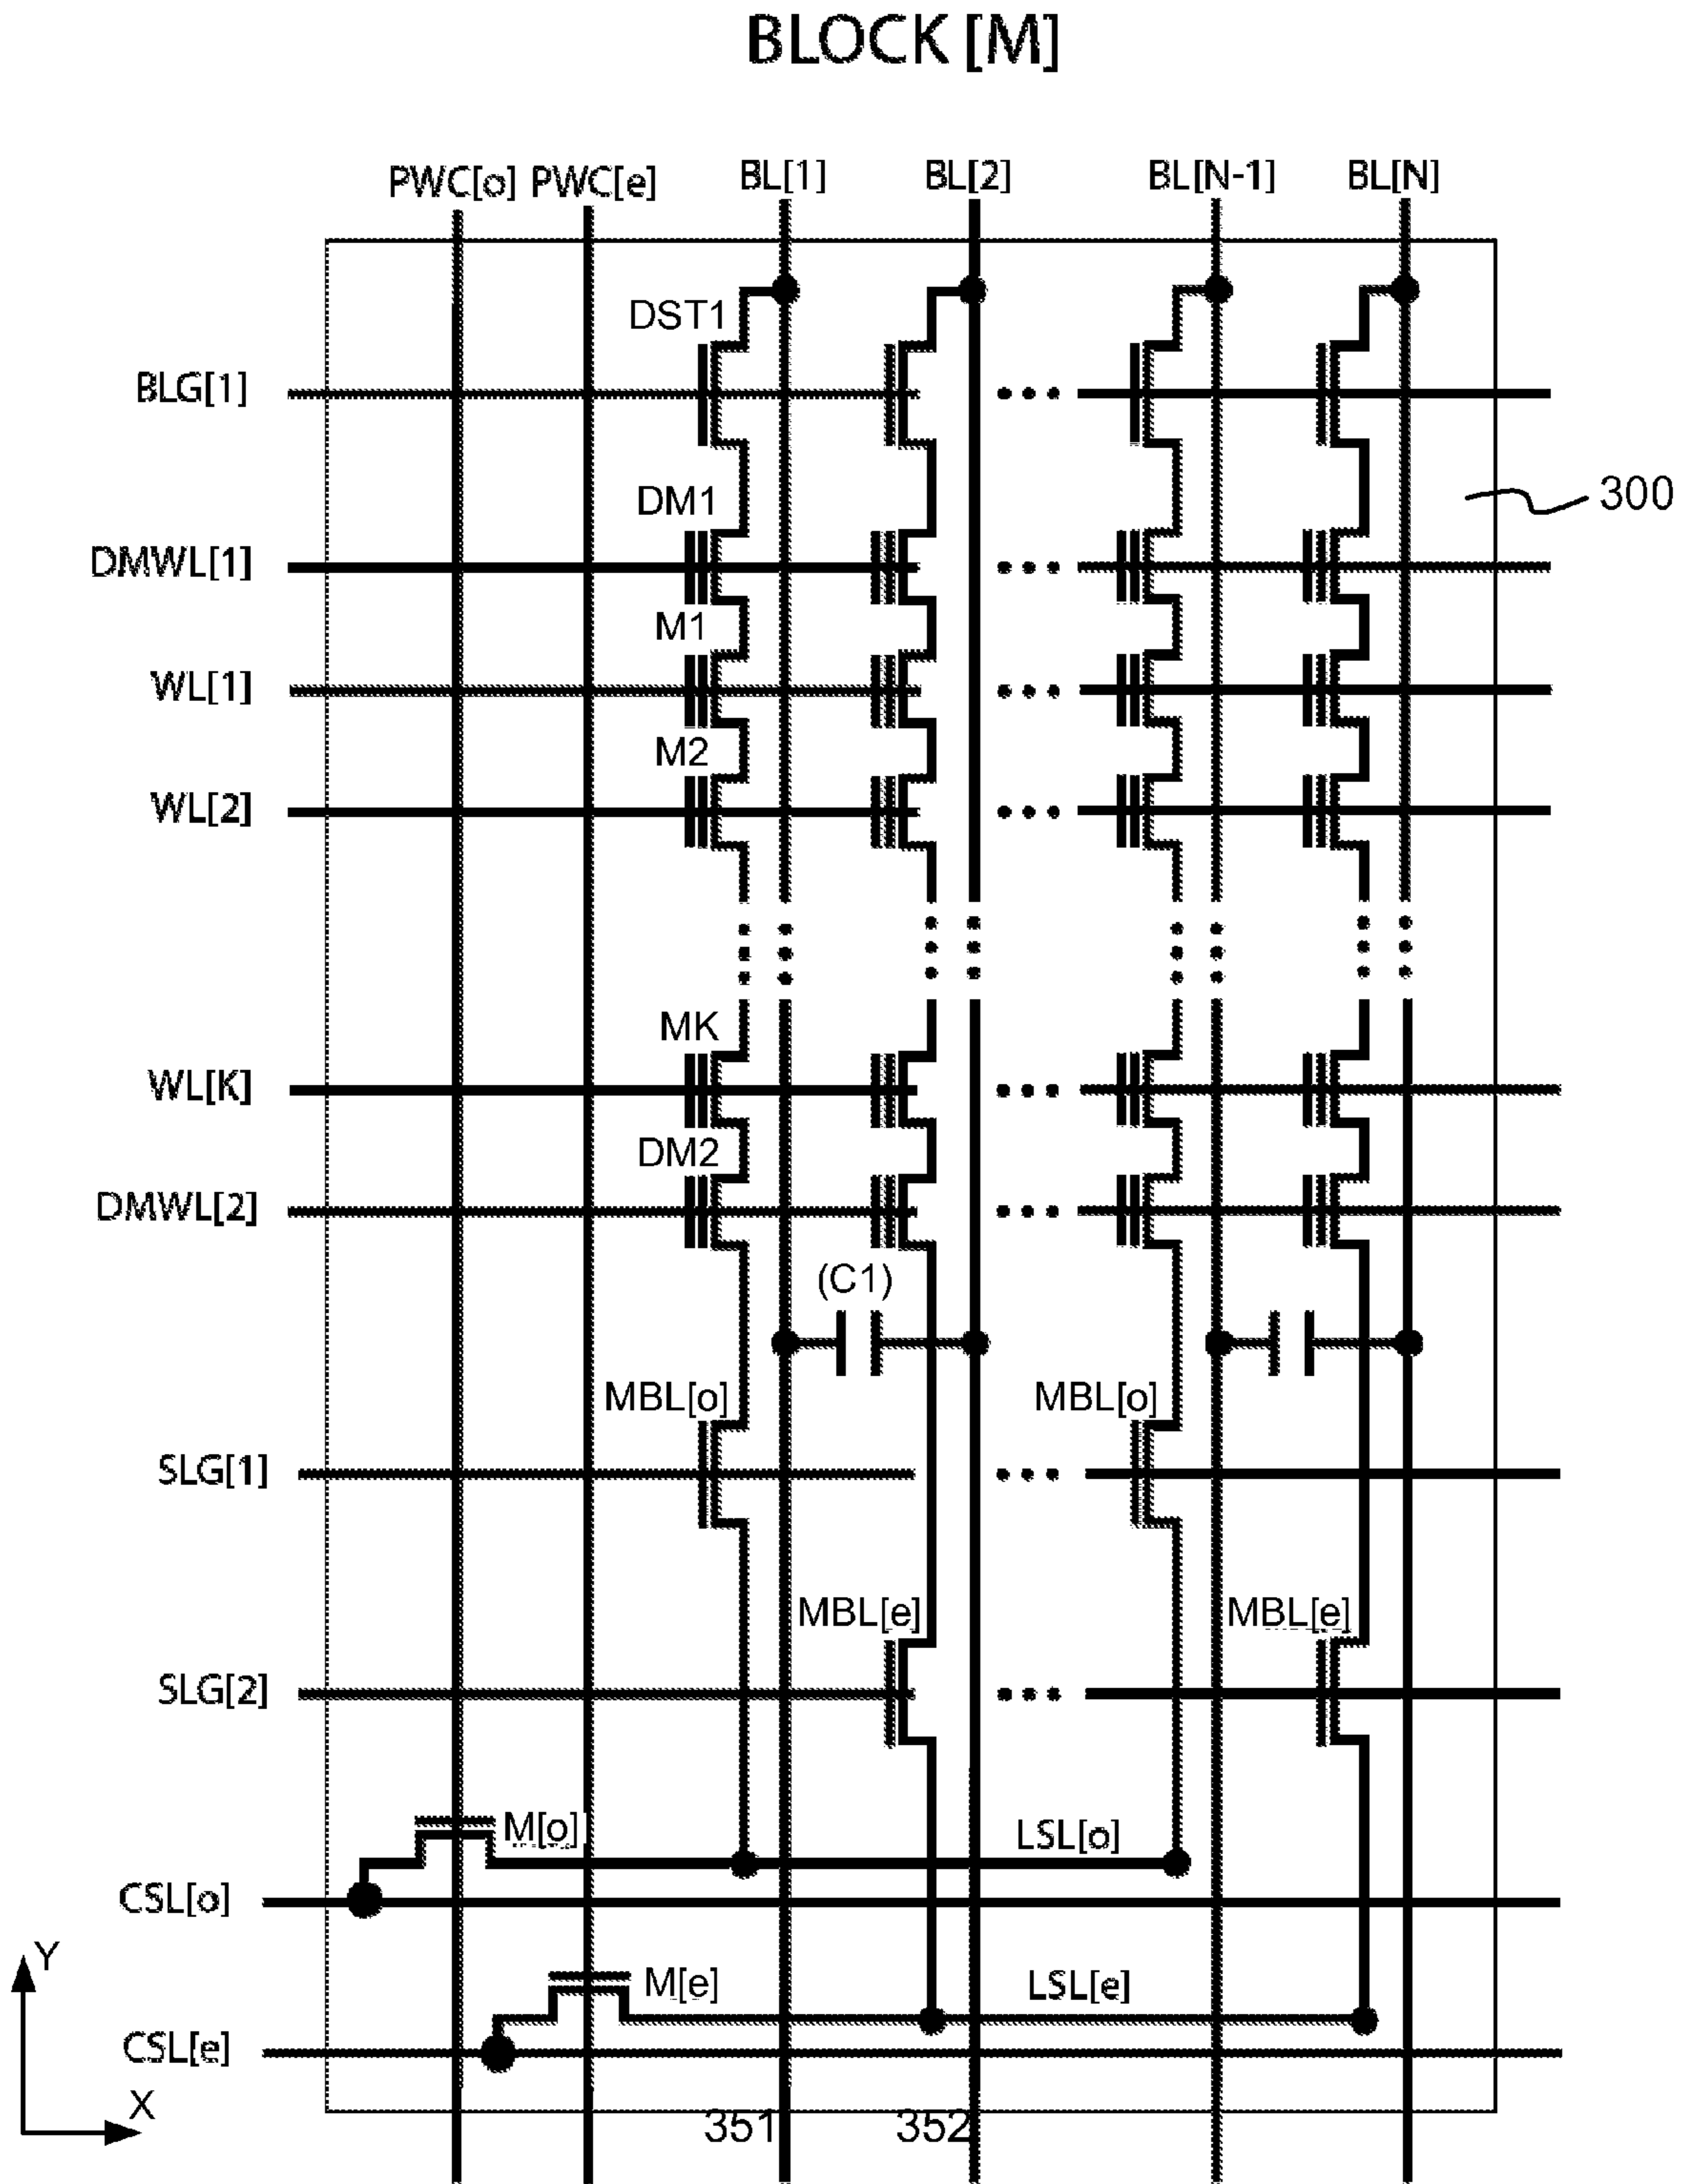 BLOCK [M]
PWC[o] PWC[e] BL[1] BL[2] BL[N-1] BL[N]
DST1
BLG[1]
300
DM1
DMWL[1]
M1
WL[1]
M2
WL[2]
MK
WL[K]
DM2
DMWL[2]
(C1)
MBL[o] MBL[o]
SLG[1]
MBL[e] MBL[e]
SLG[2]
M[o] LSL[o]
CSL[o]
Y
M[e] LSL[e]
CSL[e]
X
351 352